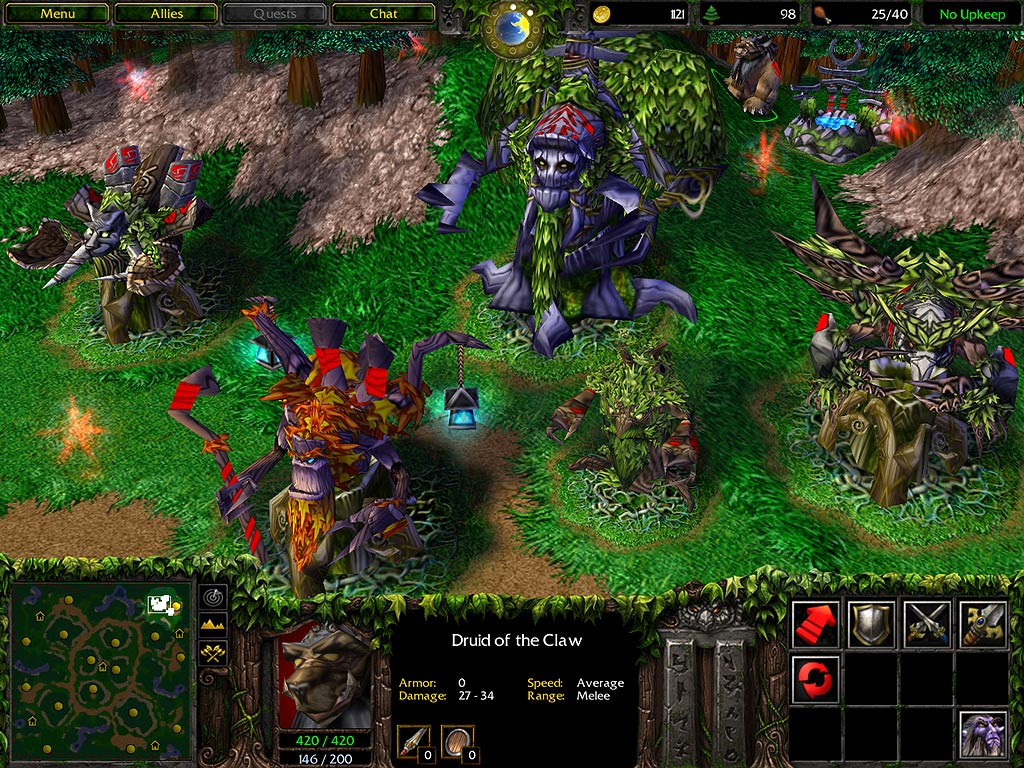 Menu Allies Quests Chat 1121 98 25/40 No Upkeep
Druid of the Claw
Armor: 0 Speed: Average
Damage: 27 - 34 Range: Melee
420 / 420
146 / 200
0 0